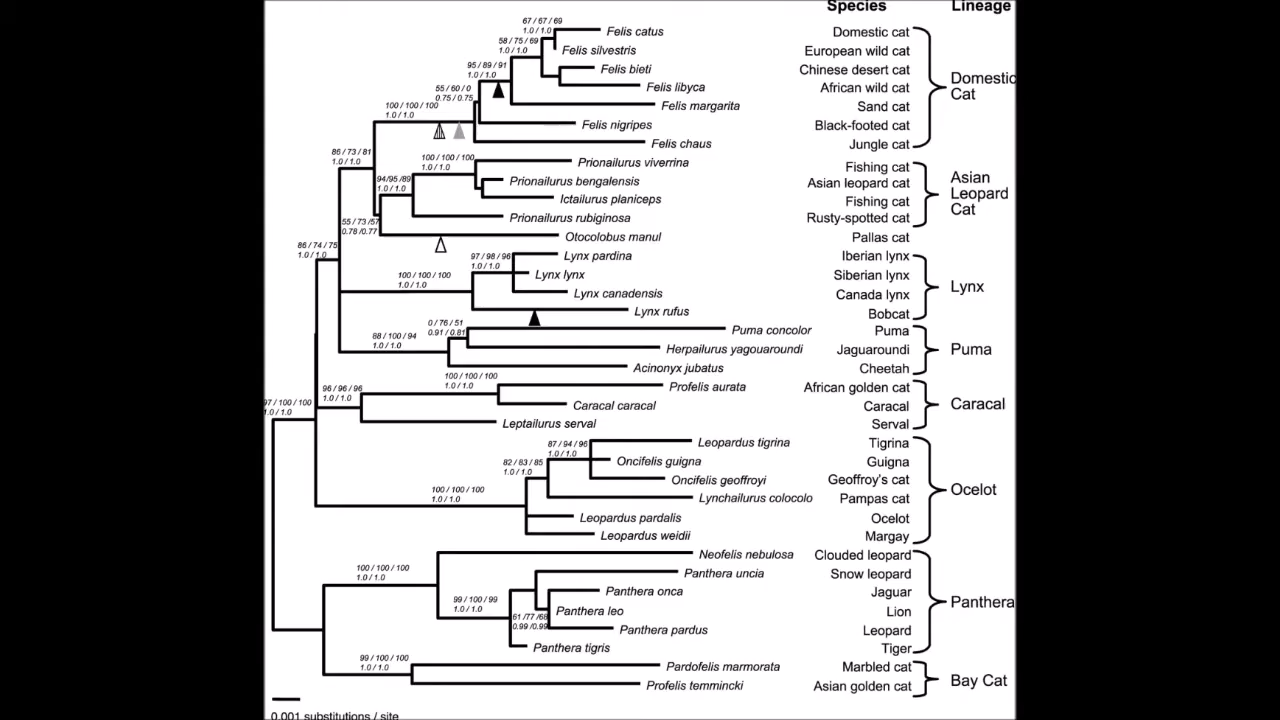 Species Lineage
67 / 67 / 69
1.0 / 1.0
Felis catus Domestic cat
58 / 75 / 69
1.0 / 1.0
Felis silvestris European wild cat
95 / 89 / 91
1.0 / 1.0
Felis bieti Chinese desert cat
Domestic
Cat
55 / 60 / 0
0.75 / 0.75
Felis libyca African wild cat
100 / 100 / 100
1.0 / 1.0
Felis margarita Sand cat
Felis nigripes Black-footed cat
Felis chaus Jungle cat
86 / 73 / 81
1.0 / 1.0
100 / 100 / 100
1.0 / 1.0
Prionailurus viverrina Fishing cat
94/95 /89
1.0 / 1.0
Prionailurus bengalensis Asian leopard cat
Asian
Leopard
Cat
Ictailurus planiceps Fishing cat
Prionailurus rubiginosa Rusty-spotted cat
55 / 73 /57
0.78 /0.77
Otocolobus manul Pallas cat
86 / 74 / 75
1.0 / 1.0
97 / 98 / 96
1.0 / 1.0
Lynx pardina Iberian lynx
100 / 100 / 100
1.0 / 1.0
Lynx lynx Siberian lynx
Lynx
Lynx canadensis Canada lynx
Lynx rufus Bobcat
0 / 76 / 51
0.91 / 0.81
Puma concolor Puma
88 / 100 / 94
1.0 / 1.0
Herpailurus yagouaroundi Jaguaroundi Puma
Acinonyx jubatus Cheetah
100 / 100 / 100
1.0 / 1.0
Profelis aurata African golden cat
96 / 96 / 96
1.0 / 1.0
Caracal caracal Caracal Caracal
97 / 100 / 100
1.0 / 1.0
Leptailurus serval Serval
87 / 94 / 96
1.0 / 1.0
Leopardus tigrina Tigrina
82 / 83 / 85
1.0 / 1.0
Oncifelis guigna Guigna
Oncifelis geoffroyi Geoffroy's cat
100 / 100 / 100
1.0 / 1.0
Ocelot
Lynchailurus colocolo Pampas cat
Leopardus pardalis Ocelot
Leopardus weidii Margay
Neofelis nebulosa Clouded leopard
100 / 100 / 100
1.0 / 1.0
Panthera uncia Snow leopard
Panthera onca Jaguar
99 / 100 / 99
1.0 / 1.0
Panthera
61 /77 /68
0.99 /0.99
Panthera leo Lion
Panthera pardus Leopard
Panthera tigris Tiger
99 / 100 / 100
1.0 / 1.0
Pardofelis marmorata Marbled cat
Bay Cat
Profelis temmincki Asian golden cat
0.001 substitutions / site